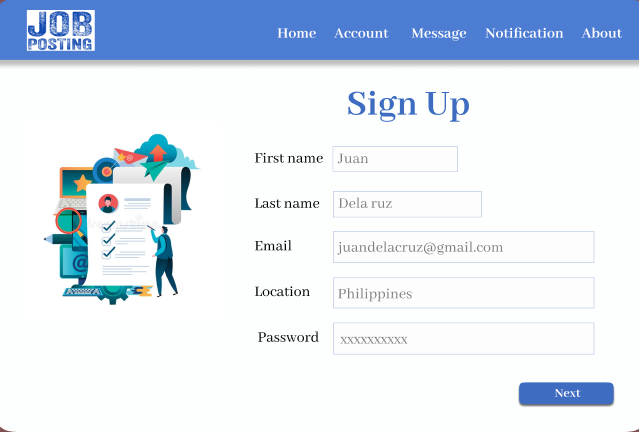 JOB
POSTING
Home Account Message Notification About
Sign Up
First name Juan
Last name Dela ruz
Email juandelacruz@gmail.com
Location Philippines
Password xxxxxxxxxx
Next